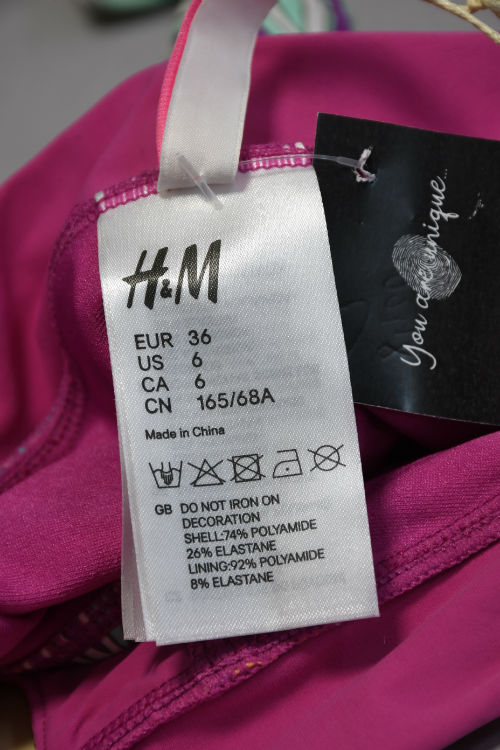 H&M
EUR 36
US 6
CA 6
CN 165/68A
Made in China
GB DO NOT IRON ON
DECORATION
SHELL:74% POLYAMIDE
26% ELASTANE
LINING:92% POLYAMIDE
8% ELASTANE
You are unique...